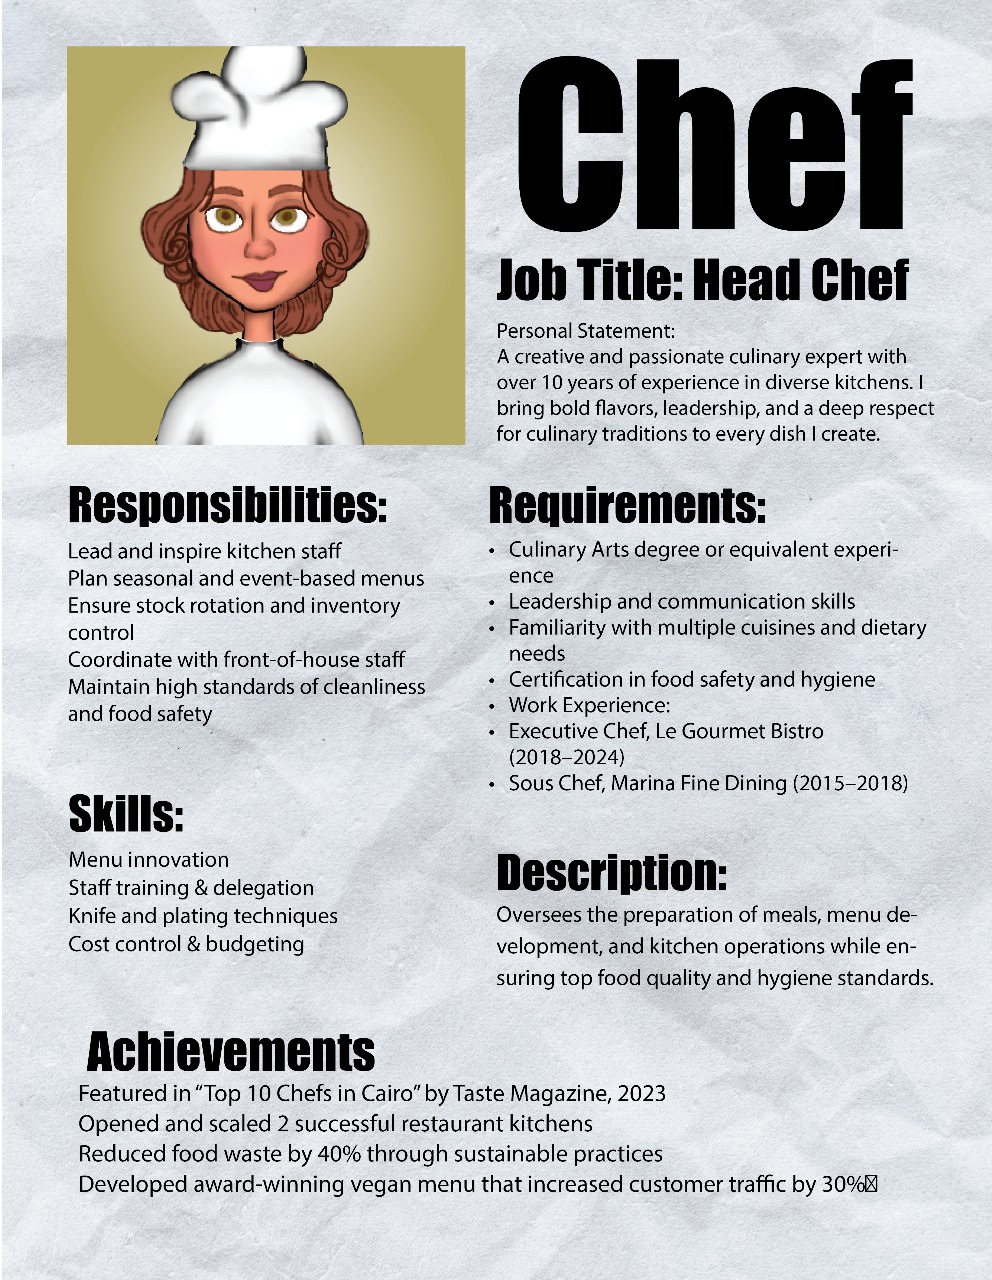 Chef
Job Title: Head Chef
Personal Statement:
A creative and passionate culinary expert with
over 10 years of experience in diverse kitchens. I
bring bold flavors, leadership, and a deep respect
for culinary traditions to every dish I create.
Responsibilities:
Lead and inspire kitchen staff
Plan seasonal and event-based menus
Ensure stock rotation and inventory
control
Coordinate with front-of-house staff
Maintain high standards of cleanliness
and food safety
Requirements:
• Culinary Arts degree or equivalent experi-
ence
• Leadership and communication skills
• Familiarity with multiple cuisines and dietary
needs
• Certification in food safety and hygiene
• Work Experience:
• Executive Chef, Le Gourmet Bistro
(2018–2024)
• Sous Chef, Marina Fine Dining (2015–2018)
Skills:
Menu innovation
Staff training & delegation
Knife and plating techniques
Cost control & budgeting
Description:
Oversees the preparation of meals, menu de-
velopment, and kitchen operations while en-
suring top food quality and hygiene standards.
Achievements
Featured in “Top 10 Chefs in Cairo” by Taste Magazine, 2023
Opened and scaled 2 successful restaurant kitchens
Reduced food waste by 40% through sustainable practices
Developed award-winning vegan menu that increased customer traffic by 30%